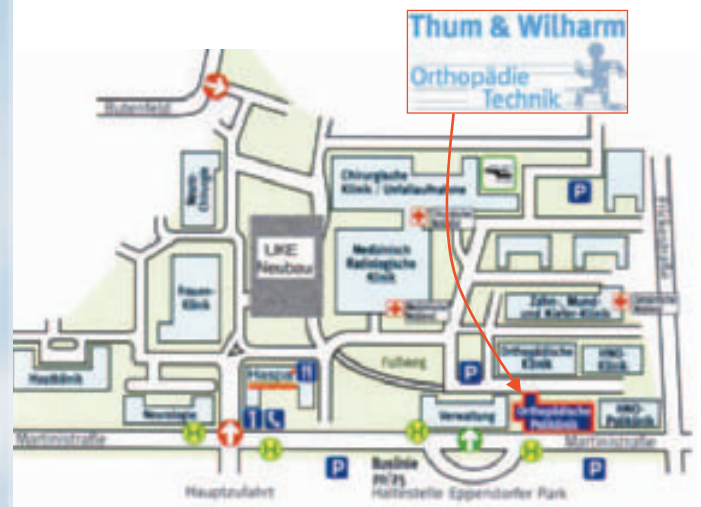 Thum & Wilharm
Orthopädie
Technik
Rutenfeld
Neuro-
Chirurgie
Chirurgische
Klinik / Unfallaufnahme
P
UKE
Neubau
Medizinisch
Radiologische
Klinik
Frauen-
Klinik
Zahn-, Mund-
und Kiefer-Klinik
Hautklinik
Haspa
Fußweg
P
Orthopädische
Klinik
HNO-
Klinik
Neurologie
Verwaltung
Orthopädische
Poliklinik
HNO-
Poliklinik
Martinistraße
H
H
H
H
Martinistraße
P
Buslinie
P
Hauptzufahrt
Haltestelle Eppendorfer Park